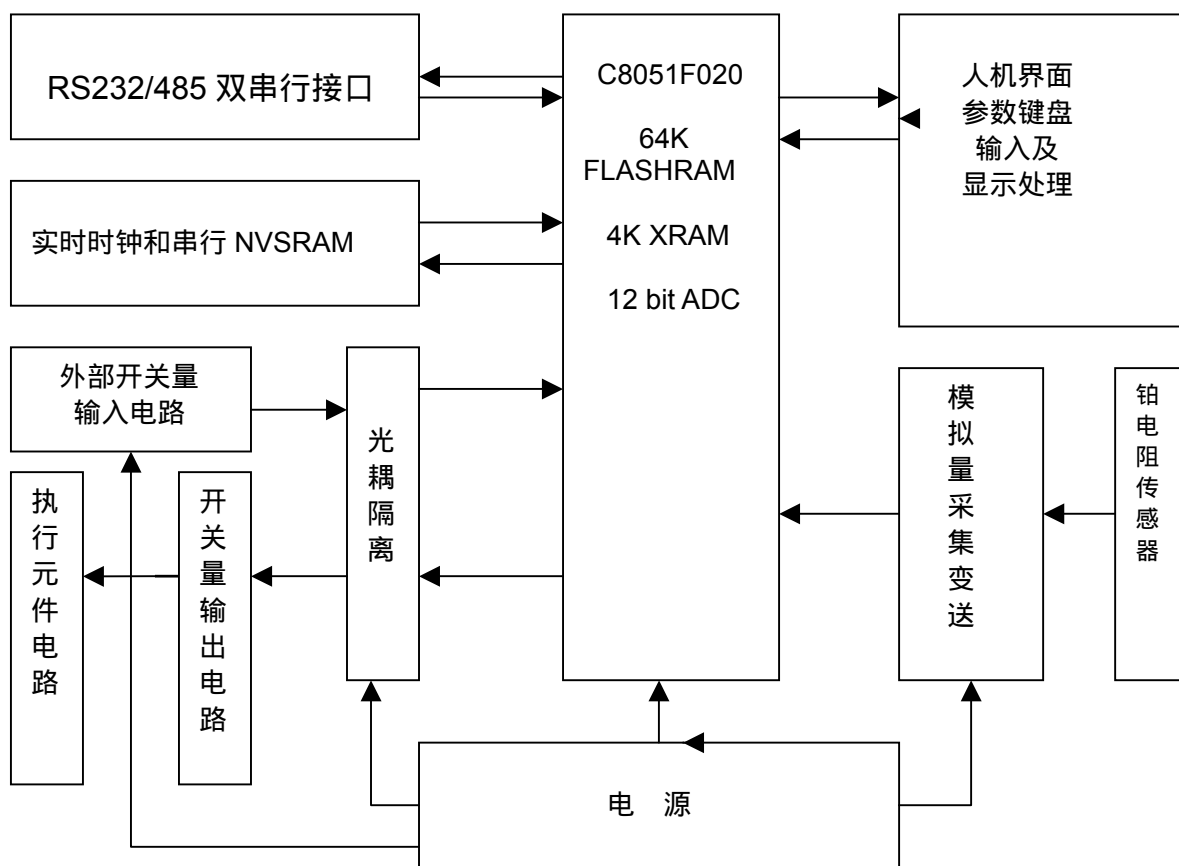 RS232/485 双串行接口
C8051F020
64K
FLASHRAM
4K XRAM
12 bit ADC
人机界面
参数键盘
输入及
显示处理
实时时钟和串行 NVSRAM
外部开关量
输入电路
光耦隔离
模拟量采集变送
铂电阻传感器
执行元件电路
开关量输出电路
电 源